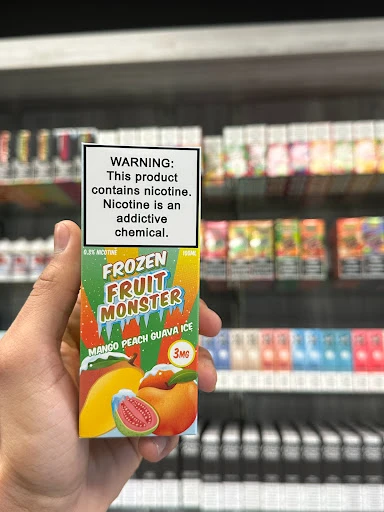 WARNING:
This product
contains nicotine.
Nicotine is an
addictive
chemical.
0.3% NICOTINE 100ML
FROZEN
FRUIT
MONSTER
MANGO PEACH GUAVA ICE
3MG